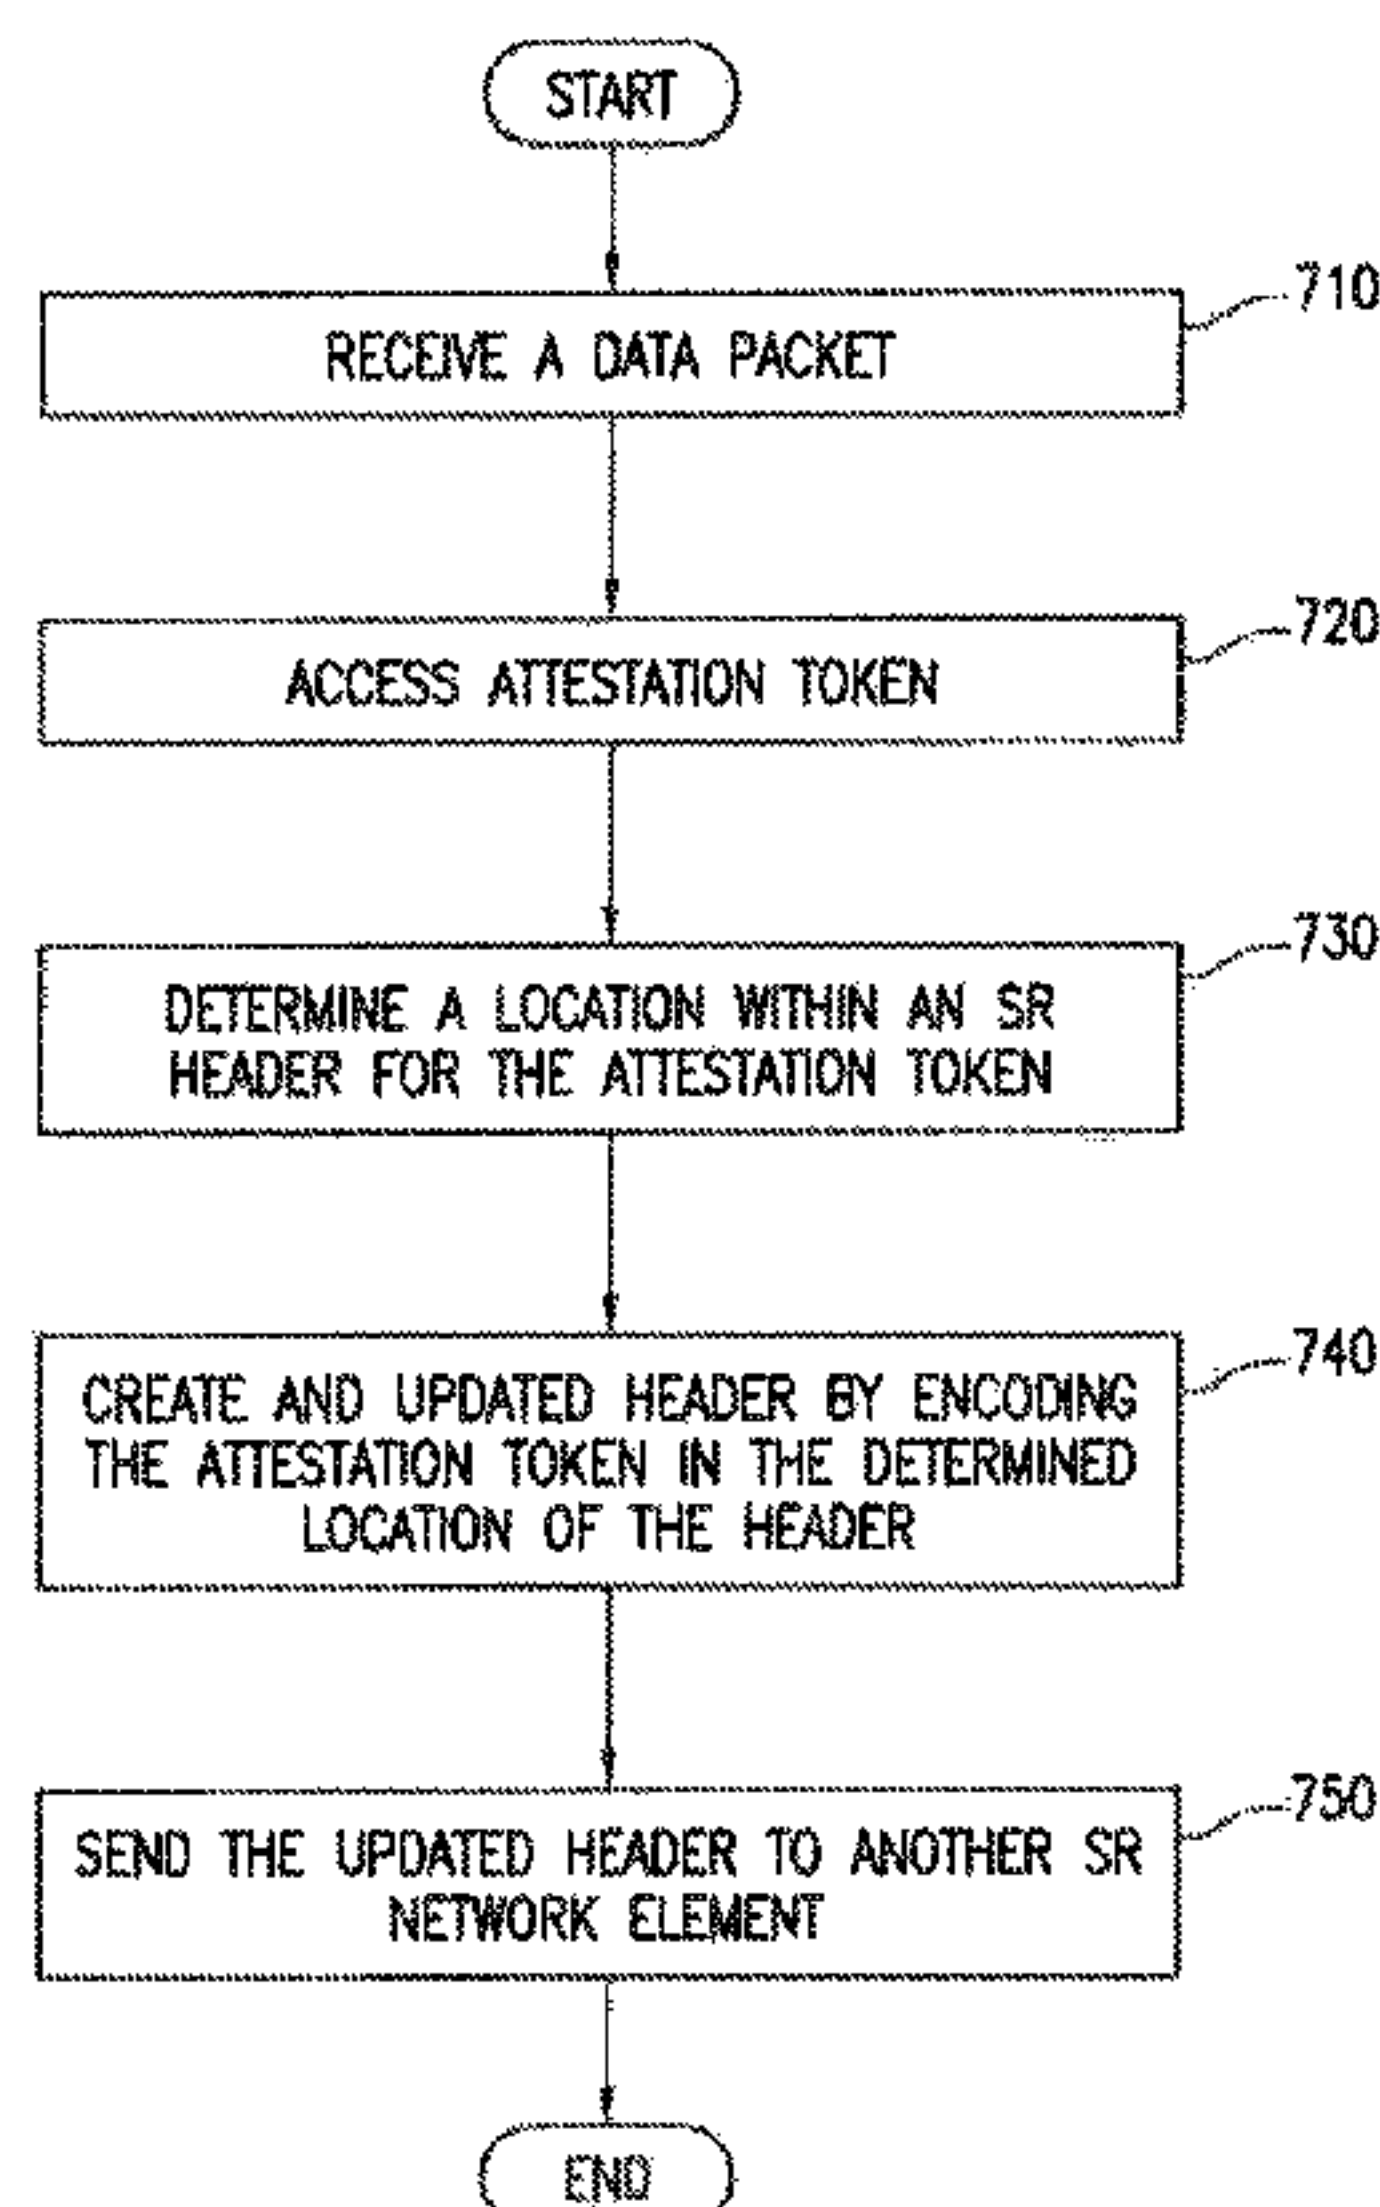 START
710
RECEIVE A DATA PACKET
720
ACCESS ATTESTATION TOKEN
730
DETERMINE A LOCATION WITHIN AN SR
HEADER FOR THE ATTESTATION TOKEN
740
CREATE AND UPDATED HEADER BY ENCODING
THE ATTESTATION TOKEN IN THE DETERMINED
LOCATION OF THE HEADER
750
SEND THE UPDATED HEADER TO ANOTHER SR
NETWORK ELEMENT
END